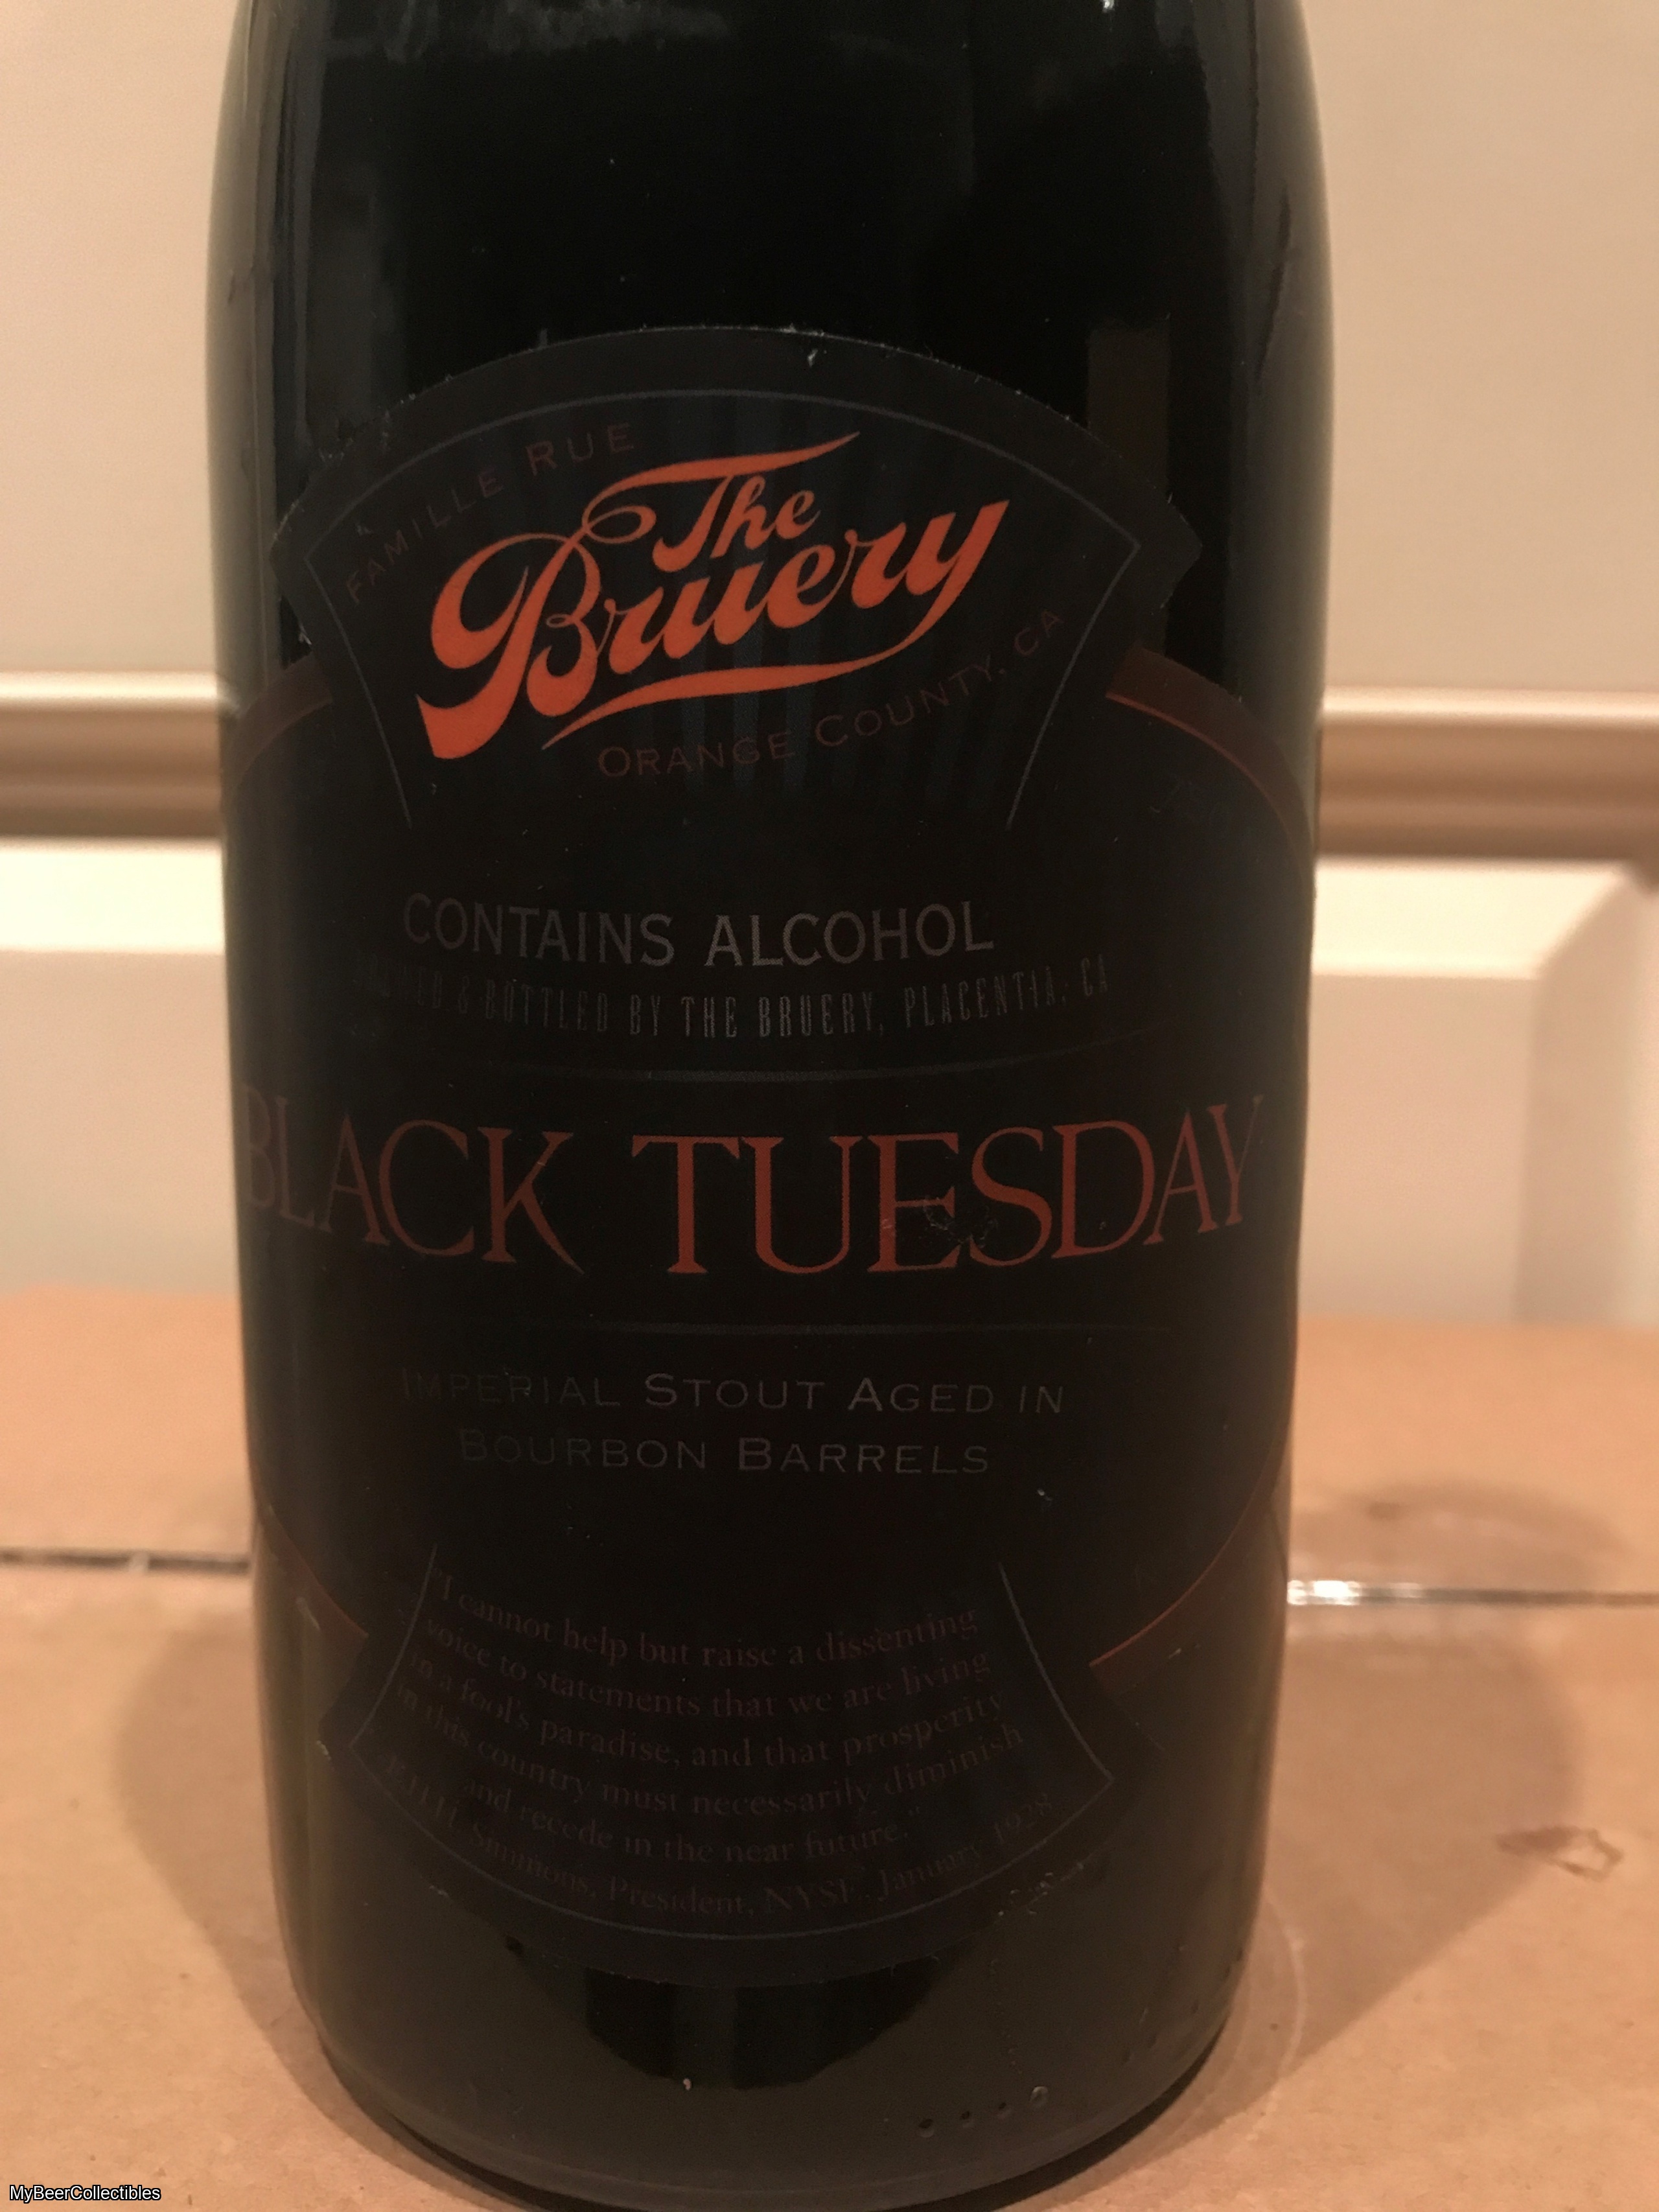 FAMILLE RUE
The
Bruery
ORANGE COUNTY, CA
CONTAINS ALCOHOL
BREWED & BOTTLED BY THE BRUERY, PLACENTIA, CA
BLACK TUESDAY
IMPERIAL STOUT AGED IN
BOURBON BARRELS
"I cannot help but raise a dissenting
voice to statements that we are living
in a fool's paradise, and that prosperity
in this country must necessarily diminish
and recede in the near future."
Simmons, President, NYSE, January 1928
MyBeerCollectibles